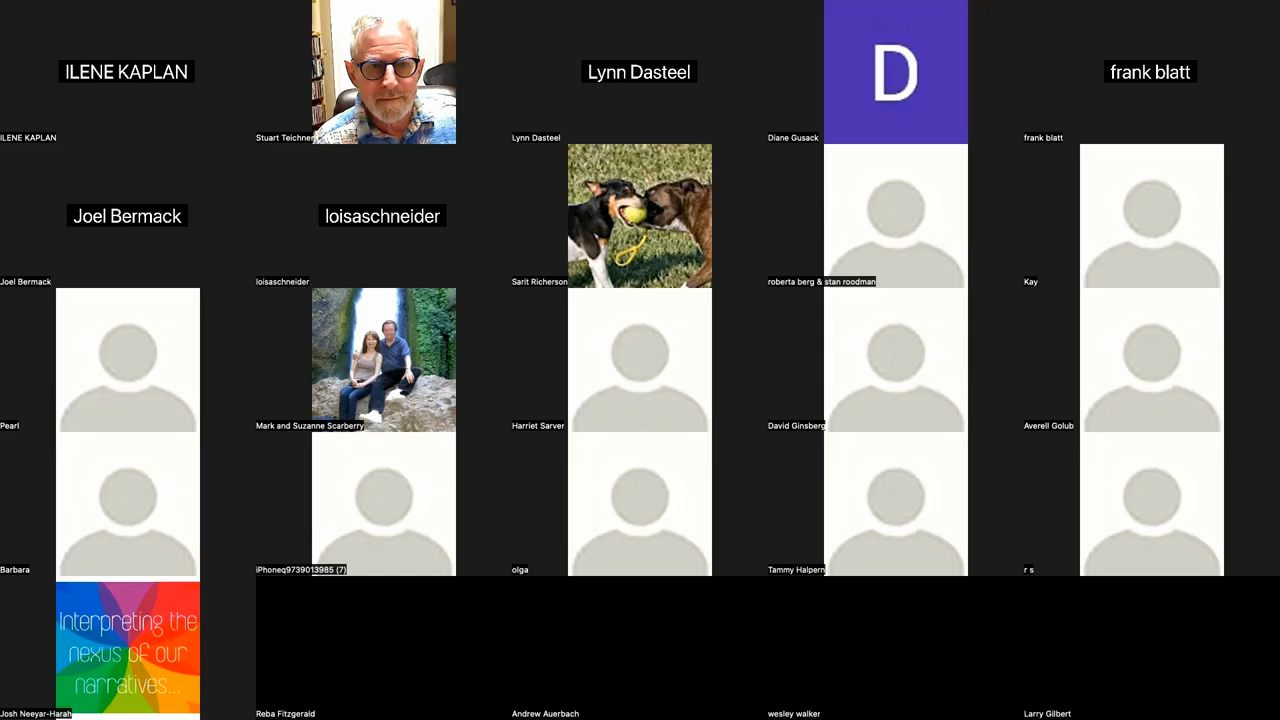 ILENE KAPLAN
Lynn Dasteel
D
frank blatt
ILENE KAPLAN
Stuart Teichner
Lynn Dasteel
Diane Gusack
frank blatt
Joel Bermack
loisaschneider
Joel Bermack
loisaschneider
Sarit Richerson
roberta berg & stan roodman
Kay
Pearl
Mark and Suzanne Scarberry
Harriet Sarver
David Ginsberg
Averell Golub
Barbara
iPhoneq9739013985 (7)
olga
Tammy Halpern
r s
Interpreting the
nexus of our
narratives...
Josh Neeyar-Harah
Reba Fitzgerald
Andrew Auerbach
wesley walker
Larry Gilbert